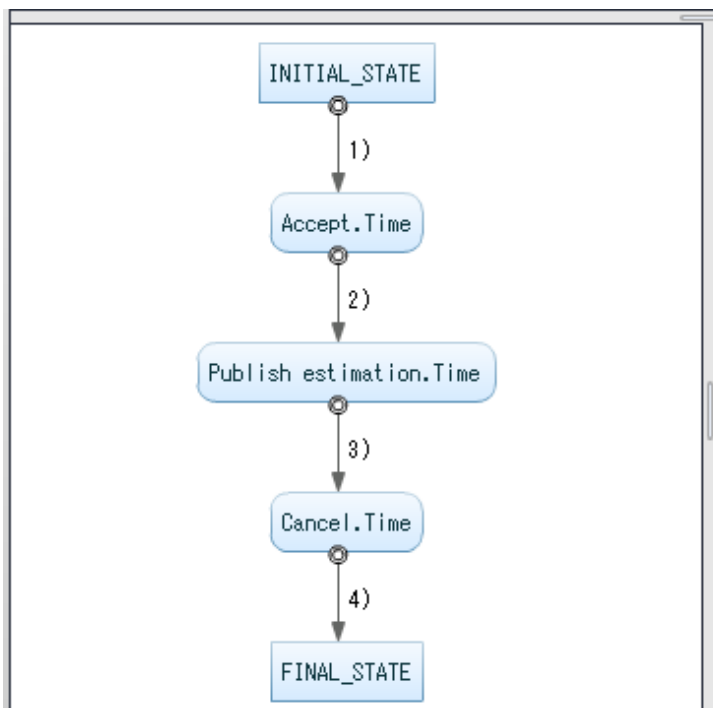 INITIAL_STATE
1)
Accept.Time
2)
Publish estimation.Time
3)
Cancel.Time
4)
FINAL_STATE